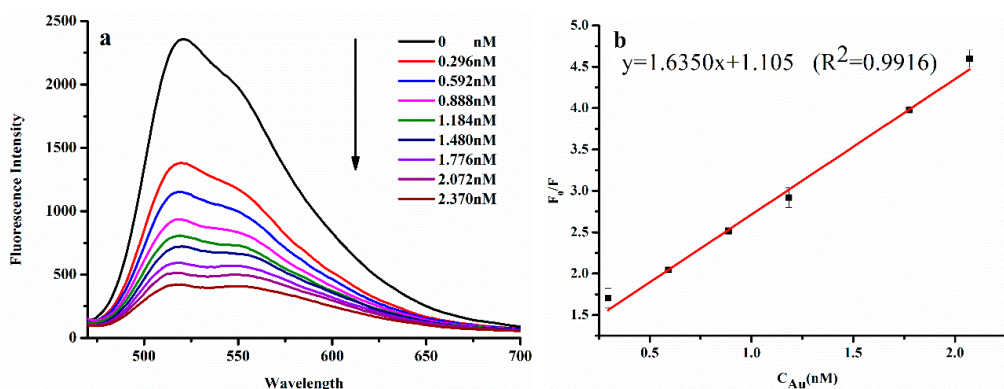 a
0 nM
0.296nM
0.592nM
0.888nM
1.184nM
1.480nM
1.776nM
2.072nM
2.370nM
2500
2000
1500
1000
500
0
500
550
600
650
700
Fluorescence Intensity
Wavelength
b
y=1.6350x+1.105 (R²=0.9916)
5.0
4.5
4.0
3.5
3.0
2.5
2.0
1.5
0.5
1.0
1.5
2.0
F₀/F
C_Au(nM)